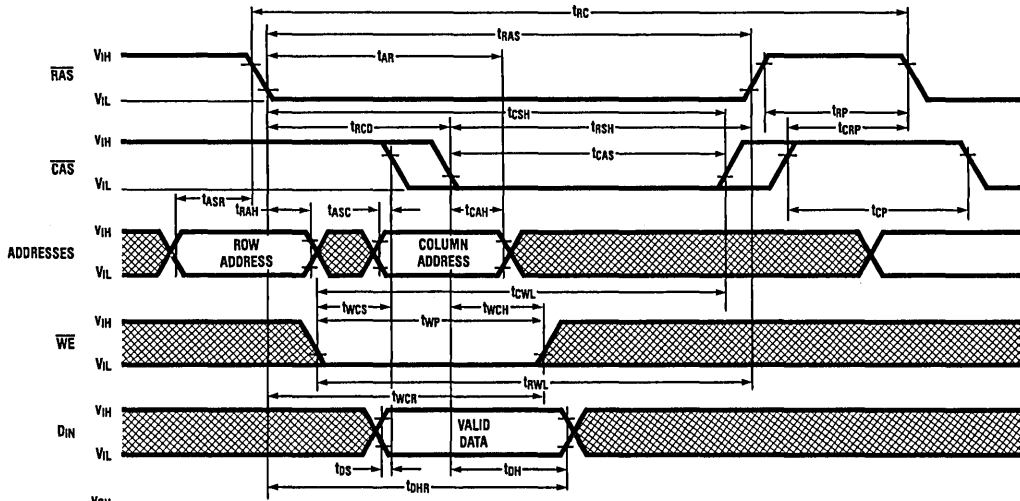 tRC
tRAS
tAR
VIH
RAS
VIL
tCSH
tRP
tRCD
tRSH
tCRP
VIH
CAS
tCAS
VIL
tASR
tRAH
tASC
tCAH
tCP
VIH
ADDRESSES
ROW ADDRESS
COLUMN ADDRESS
VIL
tCWL
tWCS
tWCH
VIH
tWP
WE
VIL
tRWL
tWCR
VIH
DIN
VALID DATA
VIL
tDS
tDH
tDHR
VOH